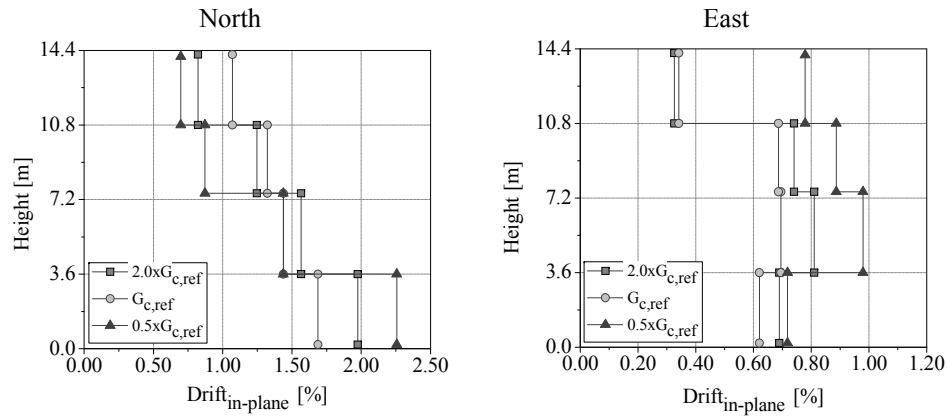 North
14.4
10.8
7.2
3.6
0.0
Height [m]
2.0xGc,ref
Gc,ref
0.5xGc,ref
0.00 0.50 1.00 1.50 2.00 2.50
Driftin-plane [%]
East
14.4
10.8
7.2
3.6
0.0
Height [m]
2.0xGc,ref
Gc,ref
0.5xGc,ref
0.00 0.20 0.40 0.60 0.80 1.00 1.20
Driftin-plane [%]